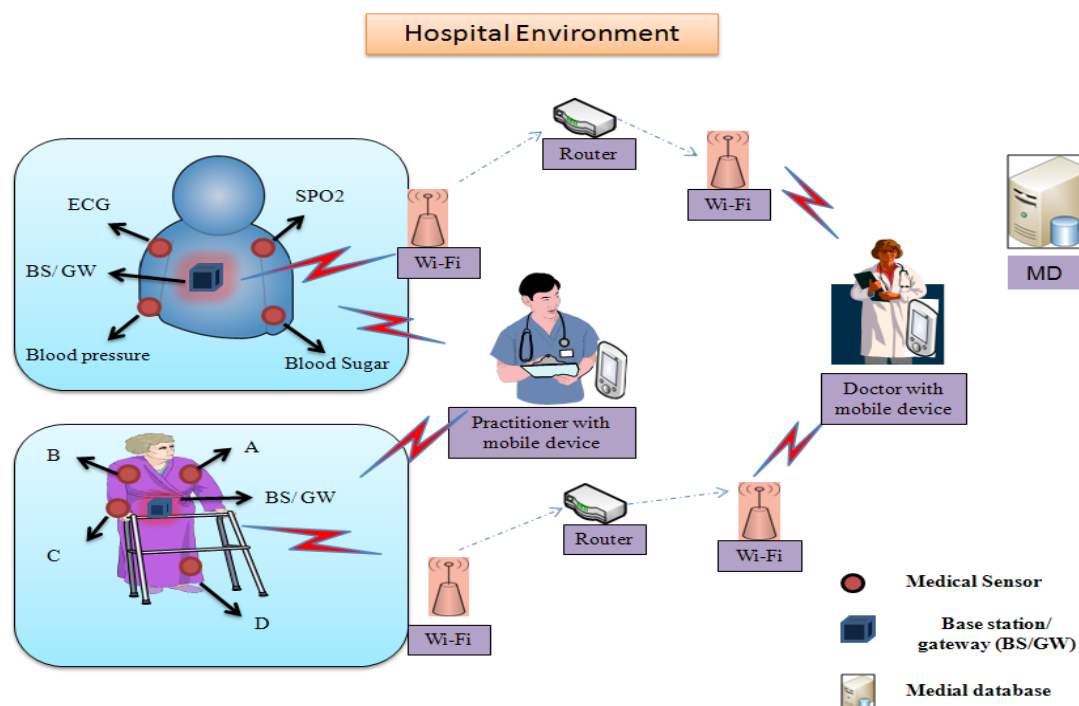 Hospital Environment
Router
Wi-Fi
ECG
SPO2
BS/ GW
Wi-Fi
MD
Blood pressure
Blood Sugar
Practitioner with
mobile device
Doctor with
mobile device
B
A
BS/ GW
C
D
Router
Wi-Fi
Wi-Fi
Medical Sensor
Base station/
gateway (BS/GW)
Medial database